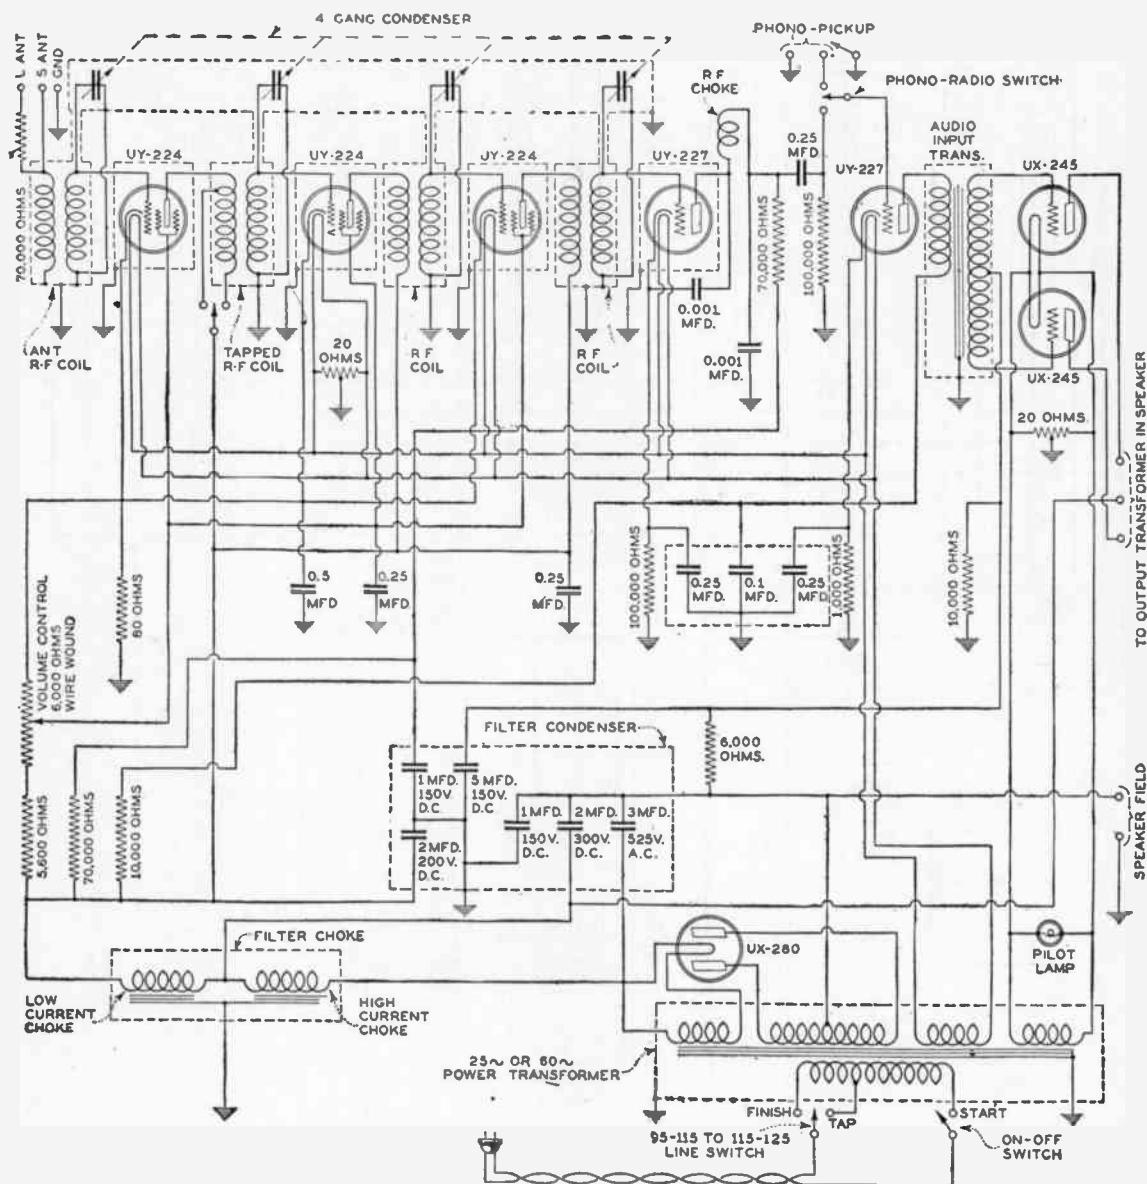 4 GANG CONDENSER
PHONO-PICKUP
L ANT
S ANT
GND
R F
CHOKE
PHONO-RADIO SWITCH
0.25
MFD.
AUDIO
INPUT
TRANS.
UY-224
UY-224
UY-224
UY-227
UY-227
UX-245
70,000 OHMS
70,000 OHMS
100,000 OHMS
A
0.001
MFD.
0.001
MFD.
ANT
R-F COIL
TAPPED
R-F COIL
20
OHMS
R F
COIL
R F
COIL
UX-245
20 OHMS
TO OUTPUT TRANSFORMER IN SPEAKER
VOLUME CONTROL
6,000 OHMS
WIRE WOUND
80 OHMS
0.5
MFD
0.25
MFD.
0.25
MFD.
100,000 OHMS
0.25
MFD.
0.1
MFD.
0.25
MFD.
1,000 OHMS
10,000 OHMS
FILTER CONDENSER
6,000
OHMS.
1 MFD.
150V.
D.C.
5 MFD.
150V.
D.C
2 MFD.
200V.
D.C.
1 MFD.
150V.
D.C.
2 MFD.
300V.
D.C.
3 MFD.
525V.
A.C.
5,600 OHMS
70,000 OHMS
10,000 OHMS
SPEAKER FIELD
FILTER CHOKE
UX-280
PILOT
LAMP
LOW
CURRENT
CHOKE
HIGH
CURRENT
CHOKE
25~ OR 60~
POWER TRANSFORMER
FINISH
TAP
START
95-115 TO 115-125
LINE SWITCH
ON-OFF
SWITCH